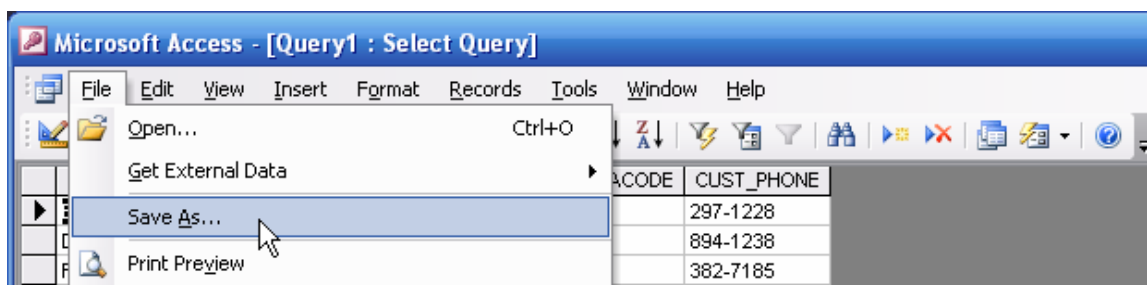 Microsoft Access - [Query1 : Select Query]
File Edit View Insert Format Records Tools Window Help
Open... Ctrl+O
Get External Data
CUST_PHONE
Save As... 297-1228
894-1238
Print Preview 382-7185